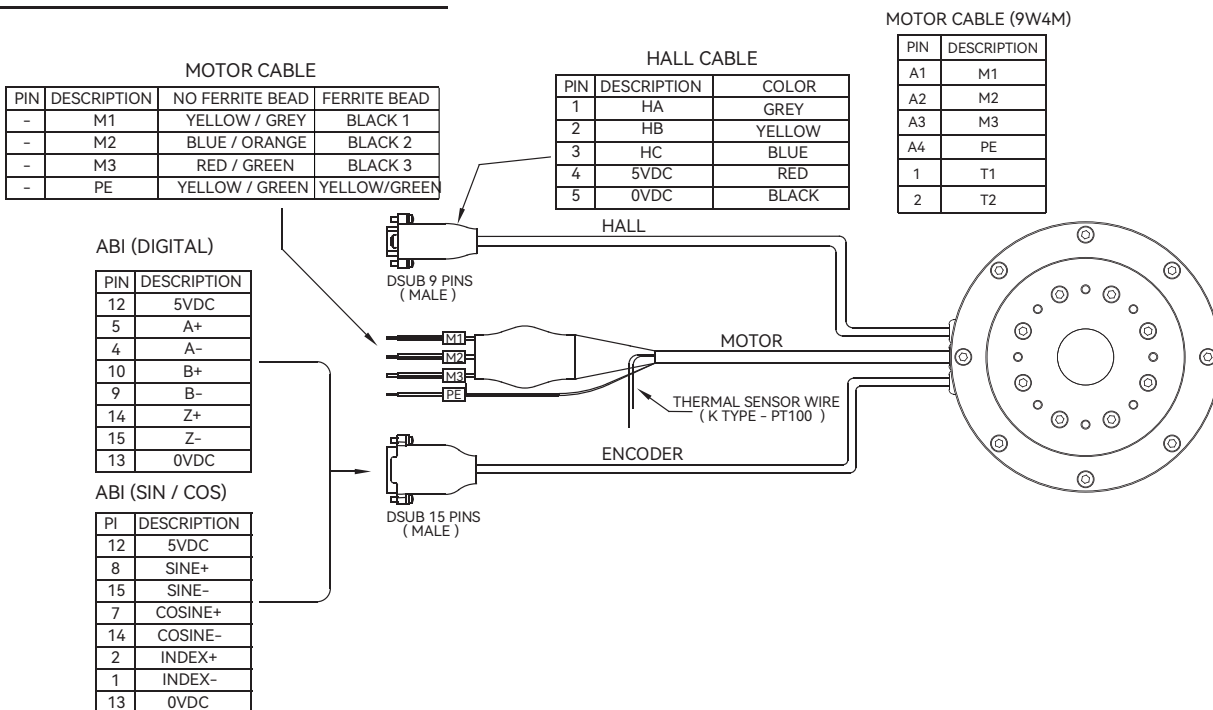 MOTOR CABLE (9W4M)
PIN DESCRIPTION
A1 M1
A2 M2
A3 M3
A4 PE
1 T1
2 T2
HALL CABLE
PIN DESCRIPTION COLOR
1 HA GREY
2 HB YELLOW
3 HC BLUE
4 5VDC RED
5 0VDC BLACK
MOTOR CABLE
PIN DESCRIPTION NO FERRITE BEAD FERRITE BEAD
- M1 YELLOW / GREY BLACK 1
- M2 BLUE / ORANGE BLACK 2
- M3 RED / GREEN BLACK 3
- PE YELLOW / GREEN YELLOW/GREEN
HALL
DSUB 9 PINS
( MALE )
ABI (DIGITAL)
PIN DESCRIPTION
12 5VDC
5 A+
4 A-
10 B+
9 B-
14 Z+
15 Z-
13 0VDC
M1
M2
M3
PE
MOTOR
THERMAL SENSOR WIRE
( K TYPE - PT100 )
ENCODER
DSUB 15 PINS
( MALE )
ABI (SIN / COS)
PI DESCRIPTION
12 5VDC
8 SINE+
15 SINE-
7 COSINE+
14 COSINE-
2 INDEX+
1 INDEX-
13 0VDC